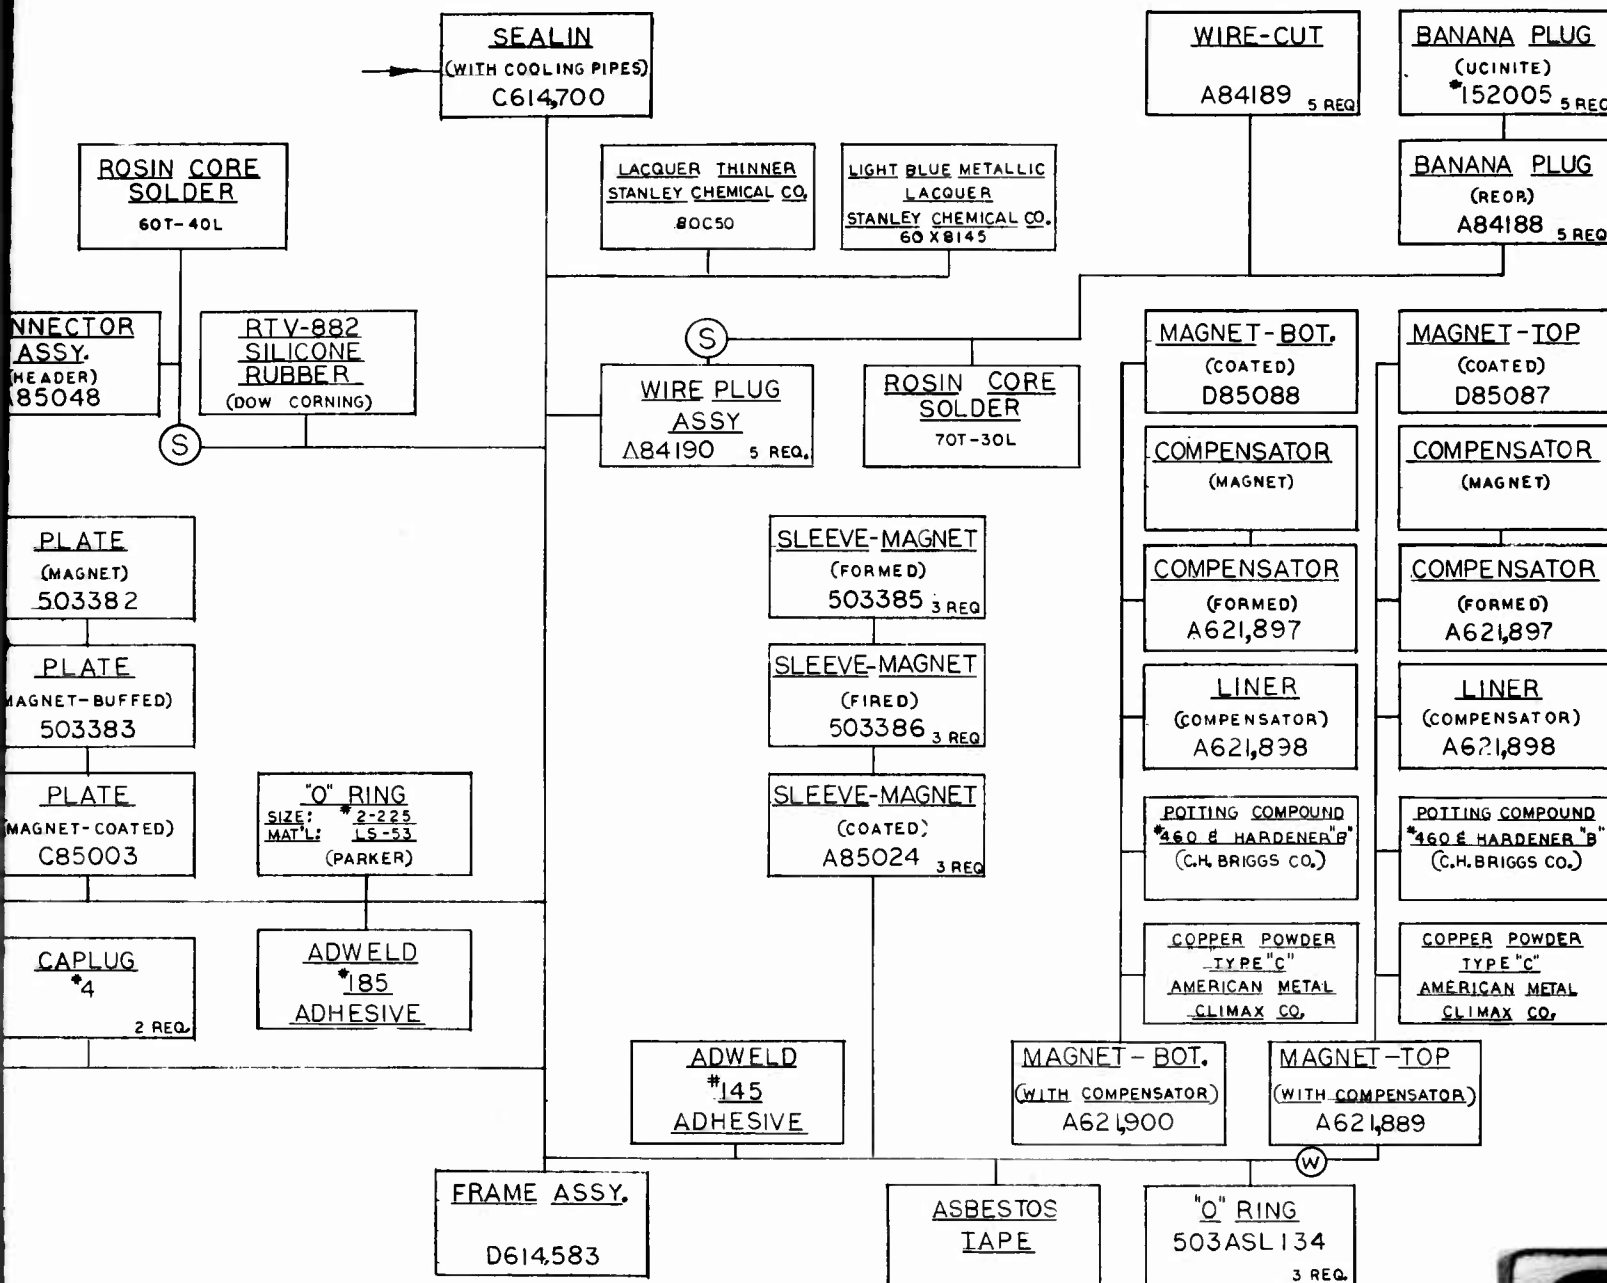 SEALIN
(WITH COOLING PIPES)
C614,700
WIRE-CUT
A84189 5 REQ
BANANA PLUG
(UCINITE)
#152005 5 REQ
ROSIN CORE
SOLDER
60T-40L
LACQUER THINNER
STANLEY CHEMICAL CO.
80C50
LIGHT BLUE METALLIC
LACQUER
STANLEY CHEMICAL CO.
60X8145
BANANA PLUG
(REOP.)
A84188 5 REQ
NNECTOR
ASSY.
(HEADER)
A85048
RTV-882
SILICONE
RUBBER
(DOW CORNING)
S
S
WIRE PLUG
ASSY
A84190 5 REQ.
ROSIN CORE
SOLDER
70T-30L
MAGNET-BOT.
(COATED)
D85088
MAGNET-TOP
(COATED)
D85087
COMPENSATOR
(MAGNET)
COMPENSATOR
(MAGNET)
PLATE
(MAGNET)
503382
SLEEVE-MAGNET
(FORMED)
503385 3 REQ
COMPENSATOR
(FORMED)
A621,897
COMPENSATOR
(FORMED)
A621,897
PLATE
MAGNET-BUFFED)
503383
SLEEVE-MAGNET
(FIRED)
503386 3 REQ
LINER
(COMPENSATOR)
A621,898
LINER
(COMPENSATOR)
A621,898
PLATE
(MAGNET-COATED)
C85003
"O" RING
SIZE: #2-225
MAT'L: LS-53
(PARKER)
SLEEVE-MAGNET
(COATED)
A85024 3 REQ
POTTING COMPOUND
#460 & HARDENER "B"
(C.H. BRIGGS CO.)
POTTING COMPOUND
#460 & HARDENER "B"
(C.H. BRIGGS CO.)
CAPLUG
#4
2 REQ.
ADWELD
#185
ADHESIVE
COPPER POWDER
TYPE "C"
AMERICAN METAL
CLIMAX CO.
COPPER POWDER
TYPE "C"
AMERICAN METAL
CLIMAX CO.
ADWELD
#145
ADHESIVE
MAGNET-BOT.
(WITH COMPENSATOR)
A621,900
MAGNET-TOP
(WITH COMPENSATOR)
A621,889
W
FRAME ASSY.
D614,583
ASBESTOS
TAPE
"O" RING
503ASL134
3 REQ.